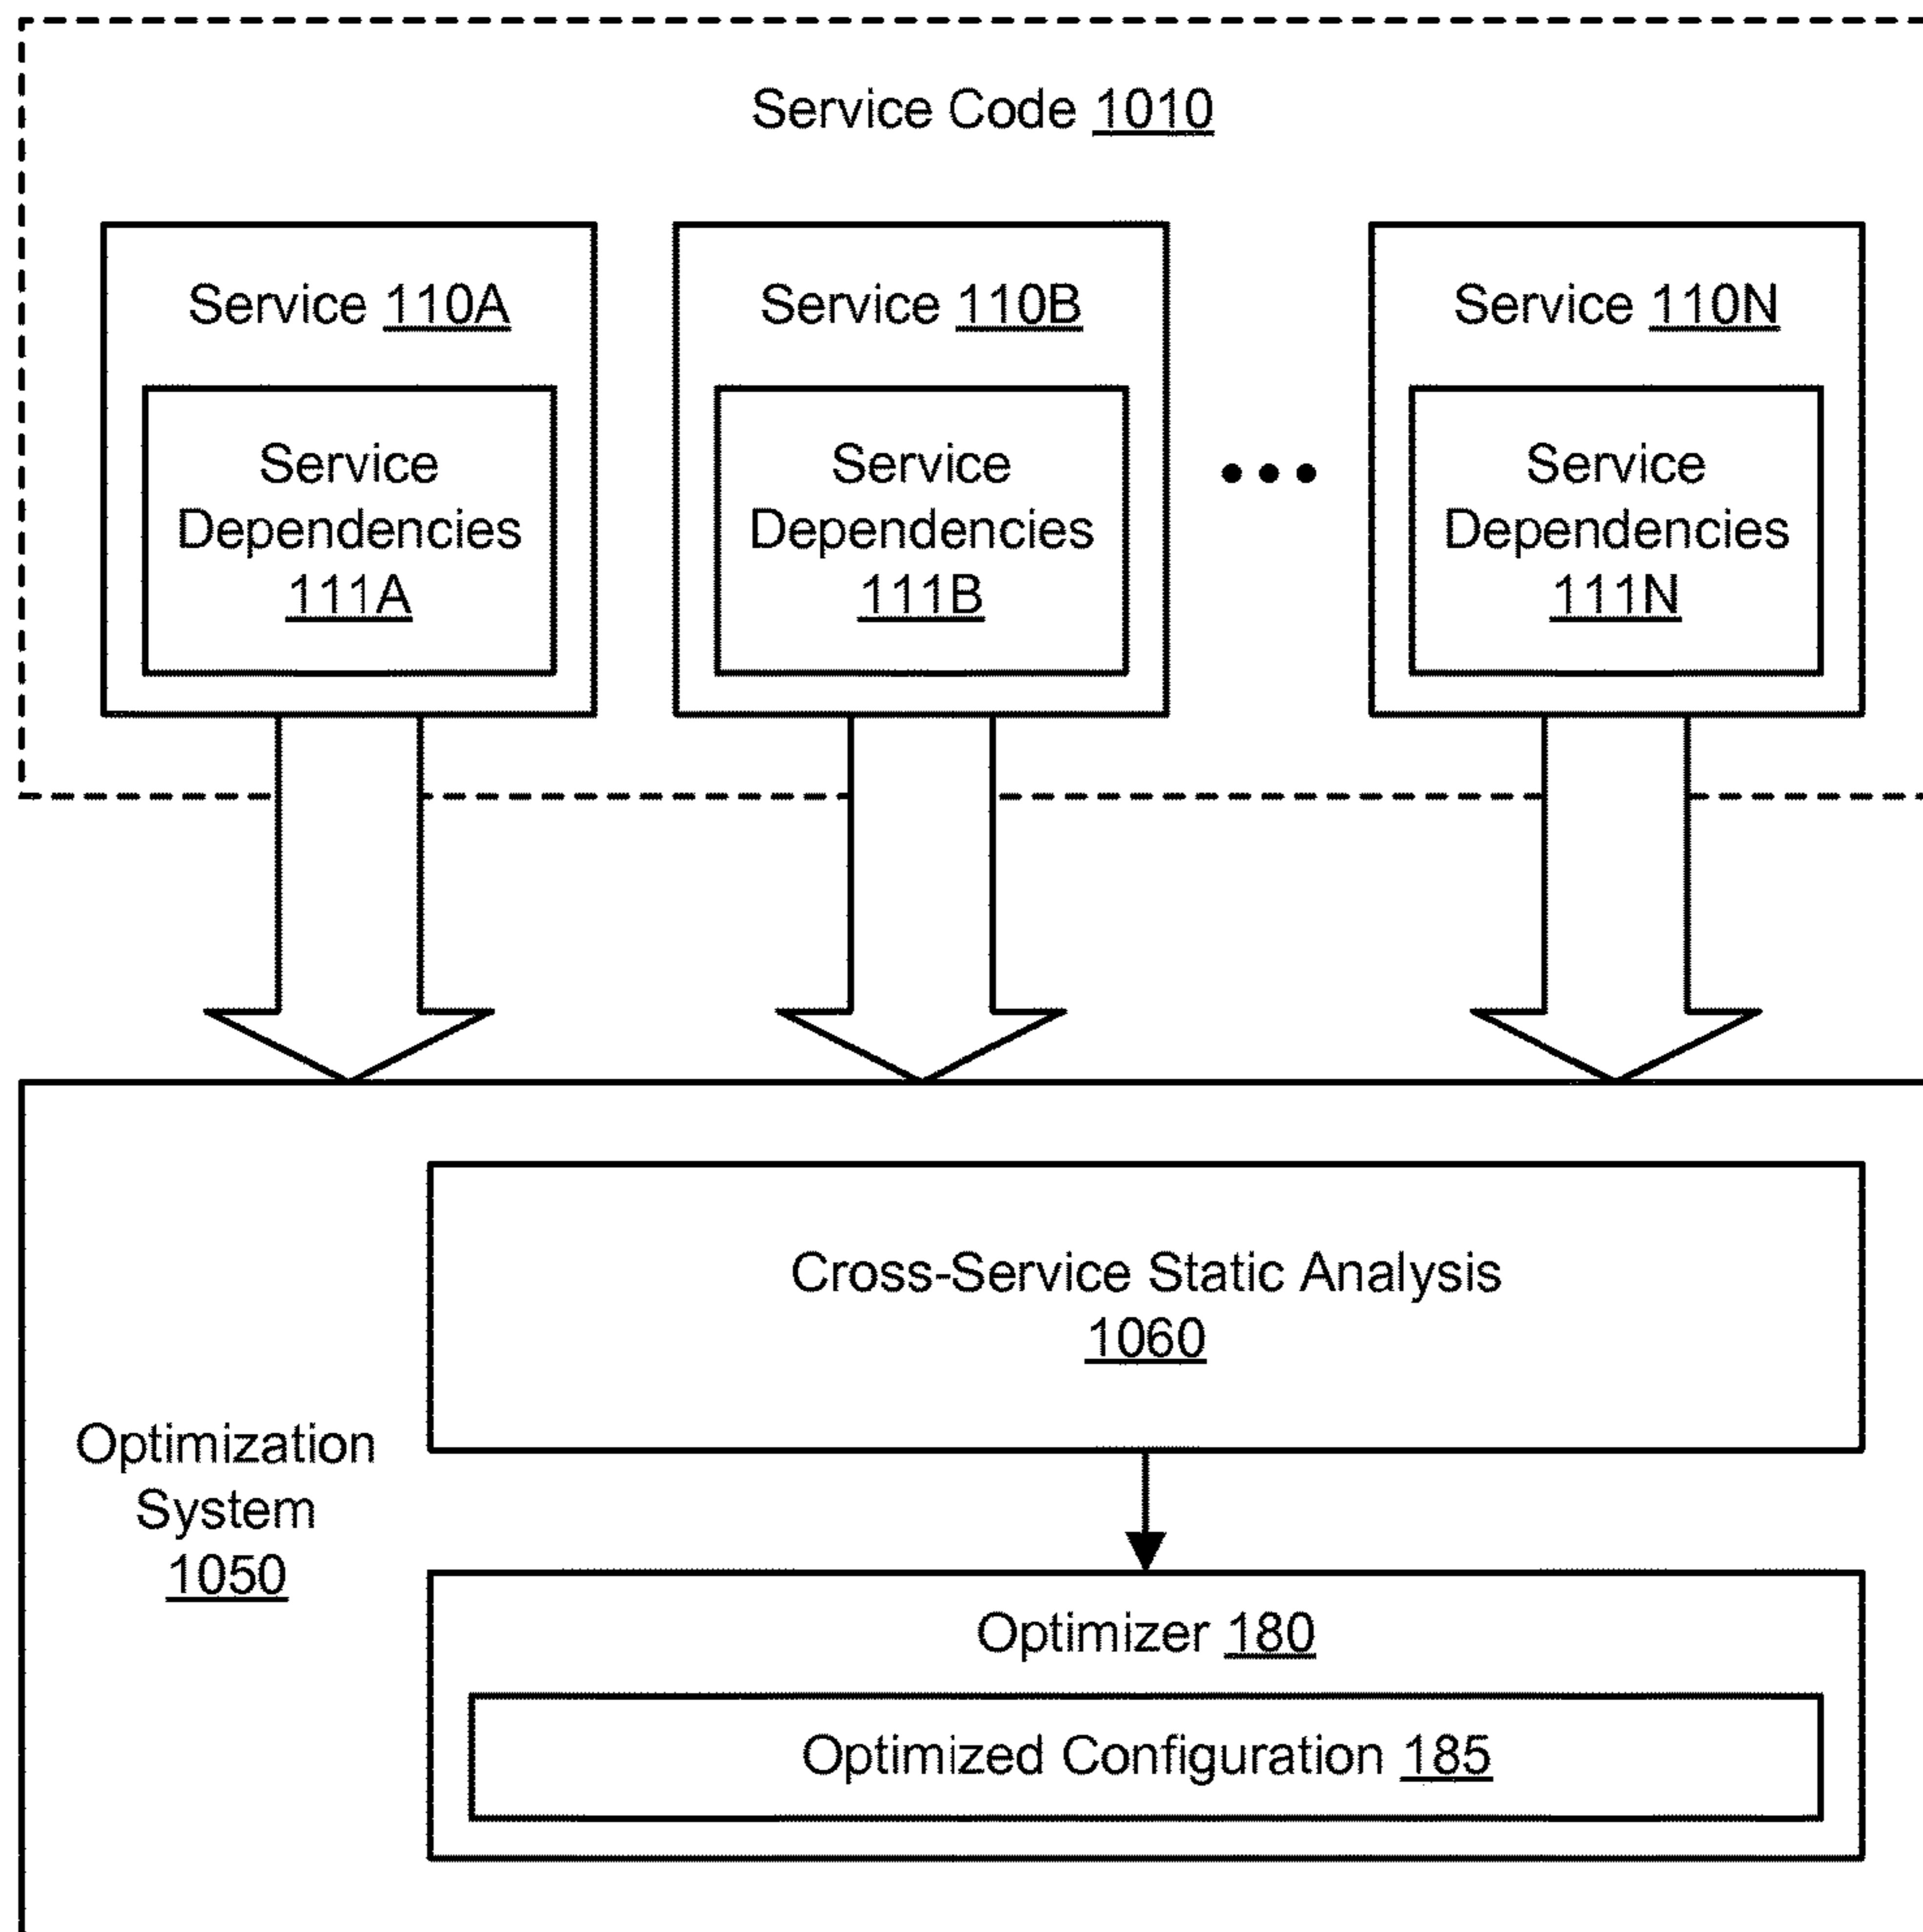 Service Code 1010
Service 110A
Service
Dependencies
111A
Service 110B
Service
Dependencies
111B
Service 110N
Service
Dependencies
111N
Cross-Service Static Analysis
1060
Optimization
System
1050
Optimizer 180
Optimized Configuration 185